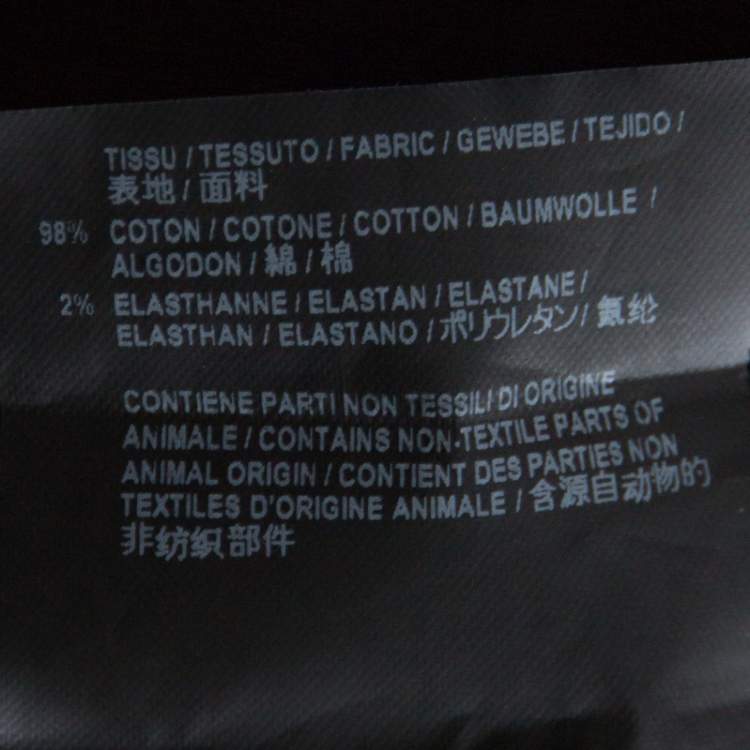 TISSU / TESSUTO / FABRIC / GEWEBE / TEJIDO /
表地 / 面料
98% COTON / COTONE / COTTON / BAUMWOLLE /
ALGODON / 綿 / 棉
2% ELASTHANNE / ELASTAN / ELASTANE /
ELASTHAN / ELASTANO / ポリウレタン / 氨纶
CONTIENE PARTI NON TESSILI DI ORIGINE
ANIMALE / CONTAINS NON-TEXTILE PARTS OF
ANIMAL ORIGIN / CONTIENT DES PARTIES NON
TEXTILES D'ORIGINE ANIMALE / 含源自动物的
非纺织部件